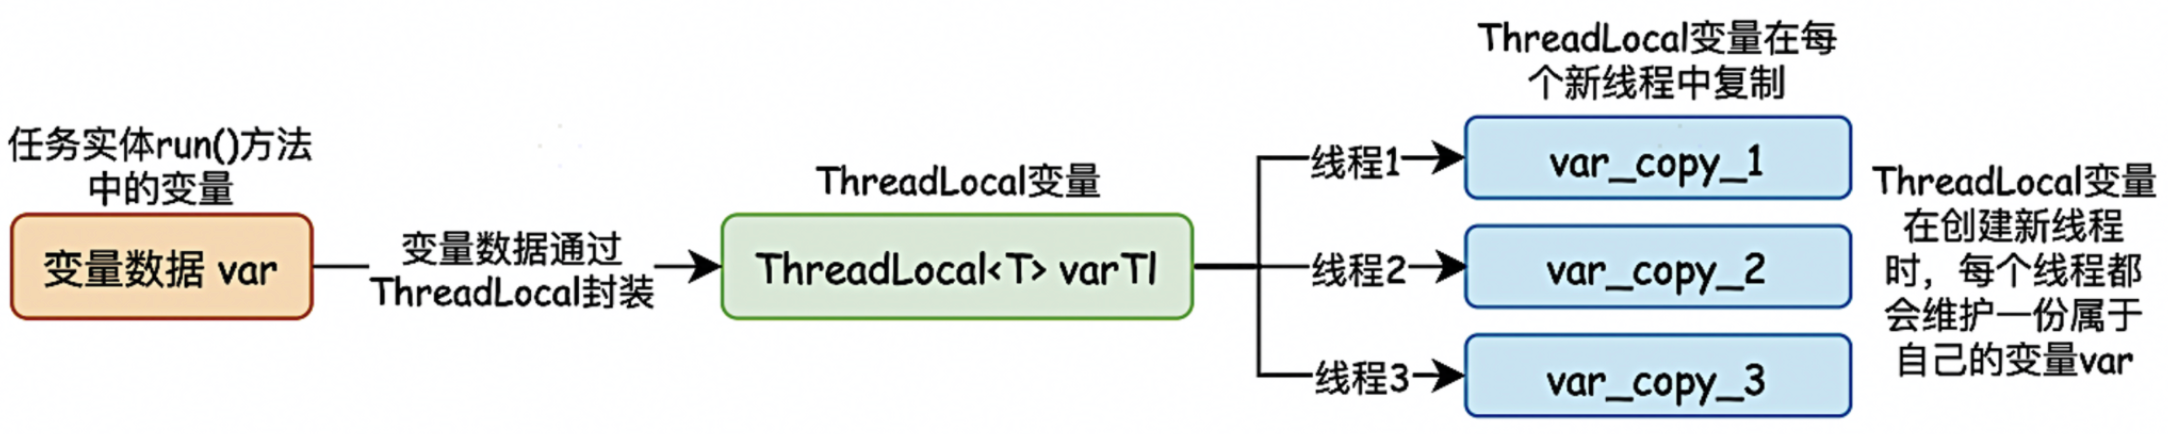 任务实体run()方法
中的变量
变量数据 var
变量数据通过
ThreadLocal封装
ThreadLocal变量
ThreadLocal<T> varTl
线程1
线程2
线程3
ThreadLocal变量在每
个新线程中复制
var_copy_1
var_copy_2
var_copy_3
ThreadLocal变量
在创建新线程
时，每个线程都
会维护一份属于
自己的变量var